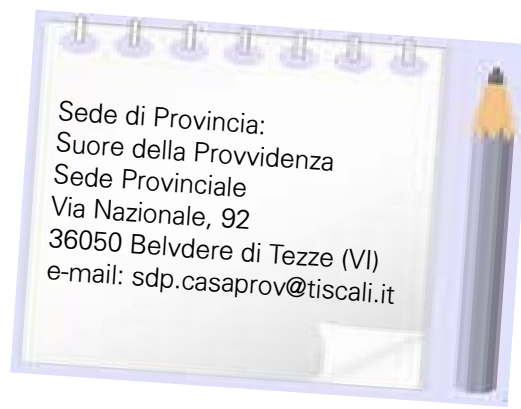 Sede di Provincia:
Suore della Provvidenza
Sede Provinciale
Via Nazionale, 92
36050 Belvdere di Tezze (VI)
e-mail: sdp.casaprov@tiscali.it